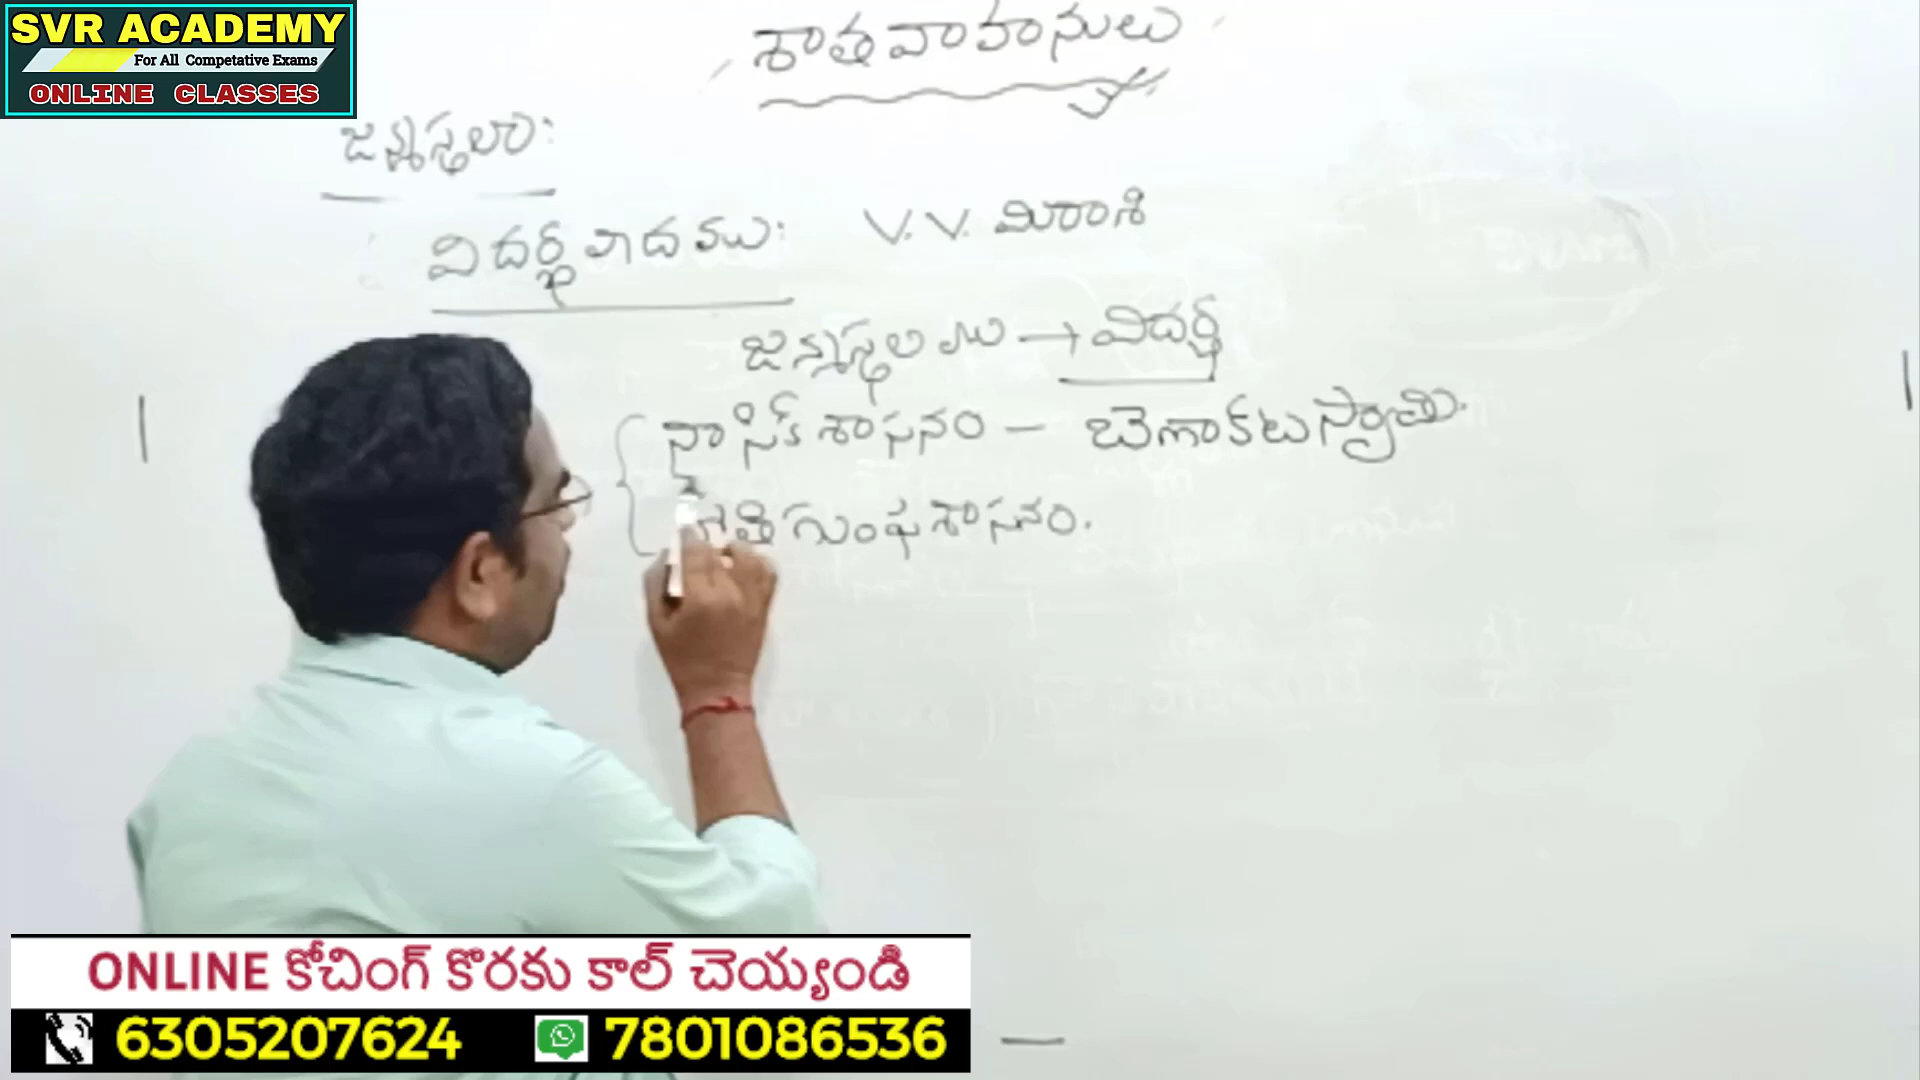 SVR ACADEMY
For All Competative Exams
ONLINE CLASSES
శాతవాహనులు
జన్మస్థలం:
విదర్భ వాదము: V.V. మిరాశి
జన్మస్థలము → విదర్భ
నాసిక్ శాసనం - బెణాకటుస్వామి.
హాతిగుంఫ శాసనం.
ONLINE కోచింగ్ కొరకు కాల్ చెయ్యండి
6305207624 7801086536